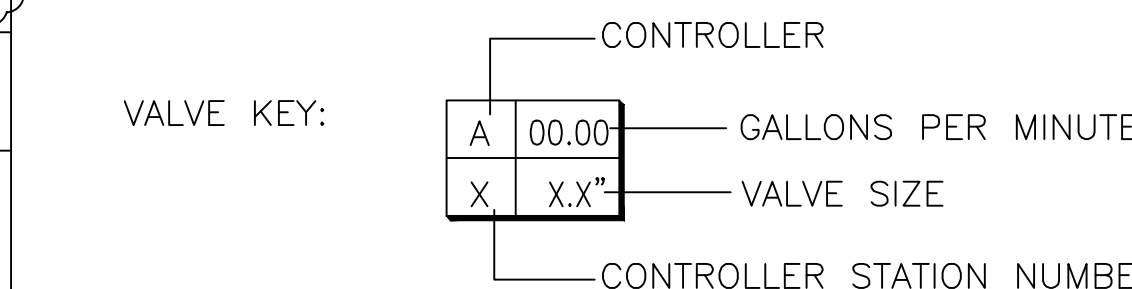 CONTROLLER
VALVE KEY:
A 00.00 GALLONS PER MINUTE
X X.X" VALVE SIZE
CONTROLLER STATION NUMBE